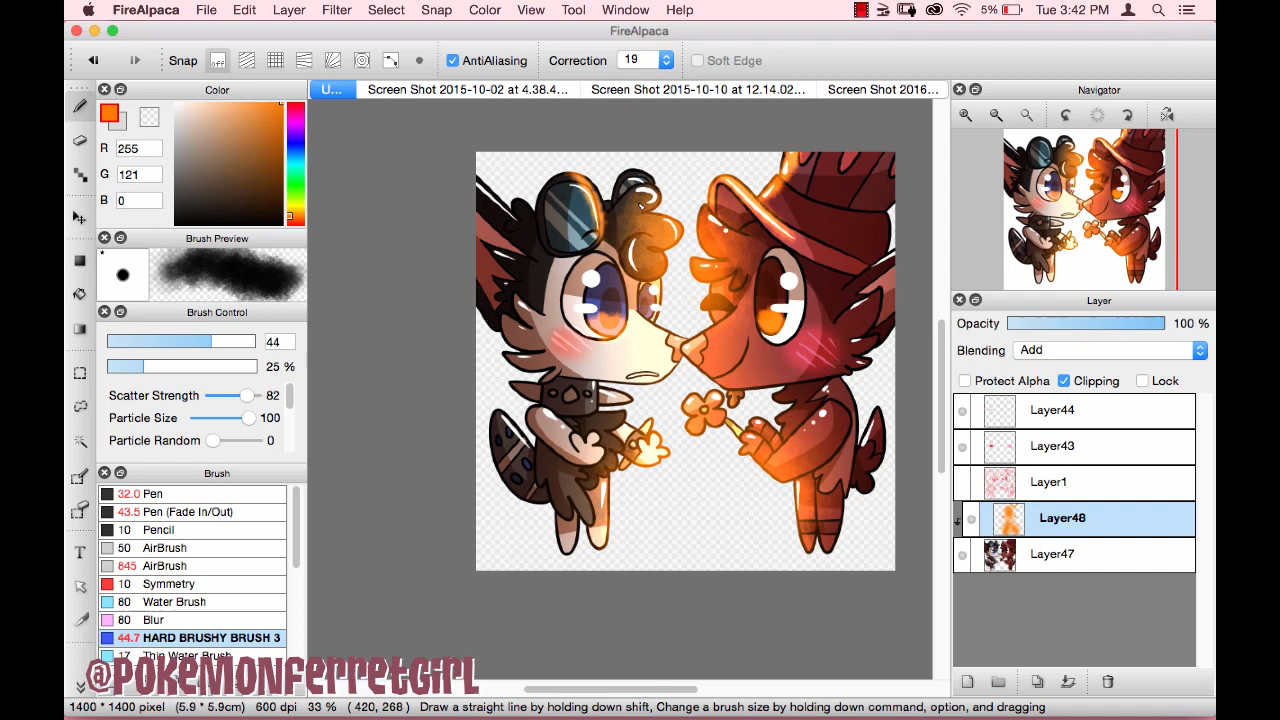 FireAlpaca File Edit Layer Filter Select Snap Color View Tool Window Help 5% Tue 3:42 PM
FireAlpaca
Snap off AntiAliasing Correction 19 Soft Edge
Color U... Screen Shot 2015-10-02 at 4.38.4... Screen Shot 2015-10-10 at 12.14.02... Screen Shot 2016... Navigator
R 255
G 121
B 0
Brush Preview
*
Brush Control
44
25 %
Scatter Strength 82
Particle Size 100
Particle Random 0
Brush
32.0 Pen
43.5 Pen (Fade In/Out)
10 Pencil
50 AirBrush
845 AirBrush
10 Symmetry
80 Water Brush
80 Blur
44.7 HARD BRUSHY BRUSH 3
17 Thin Water Brush
Layer
Opacity 100 %
Blending Add
Protect Alpha Clipping Lock
Layer44
Layer43
Layer1
Layer48
Layer47
@POKEMONFERRETGIRL
1400 * 1400 pixel (5.9 * 5.9cm) 600 dpi 33 % ( 420, 268 ) Draw a straight line by holding down shift, Change a brush size by holding down command, option, and dragging